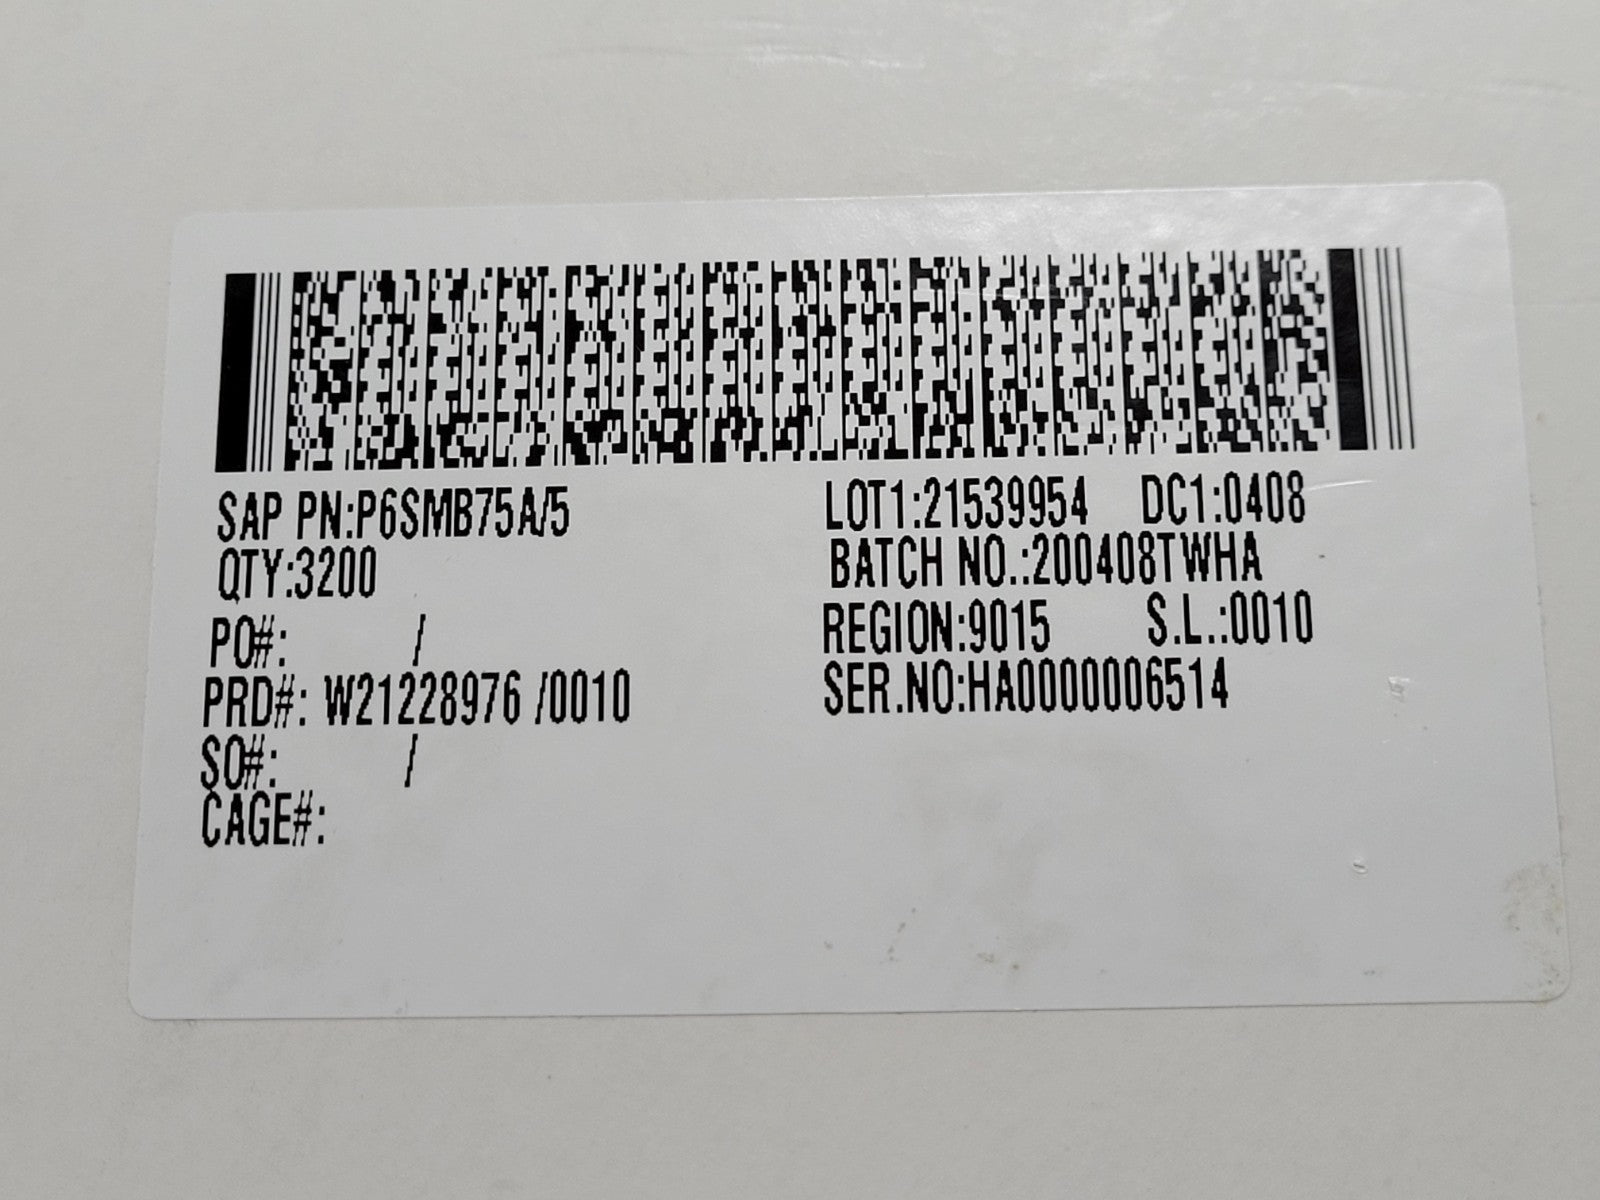 SAP PN:P6SMB75A/5
QTY:3200
PO#: /
PRD#: W21228976 /0010
SO#: /
CAGE#:
LOT1:21539954 DC1:0408
BATCH NO.:200408TWHA
REGION:9015 S.L.:0010
SER.NO:HA0000006514